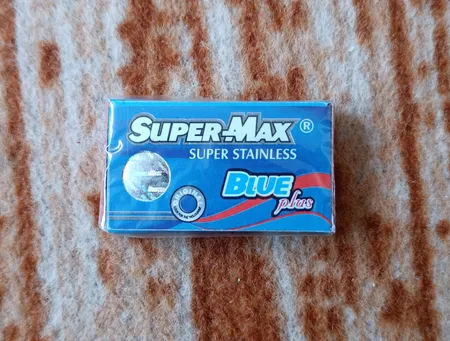 SUPER-MAX ®
SUPER STAINLESS
BLUE
plus